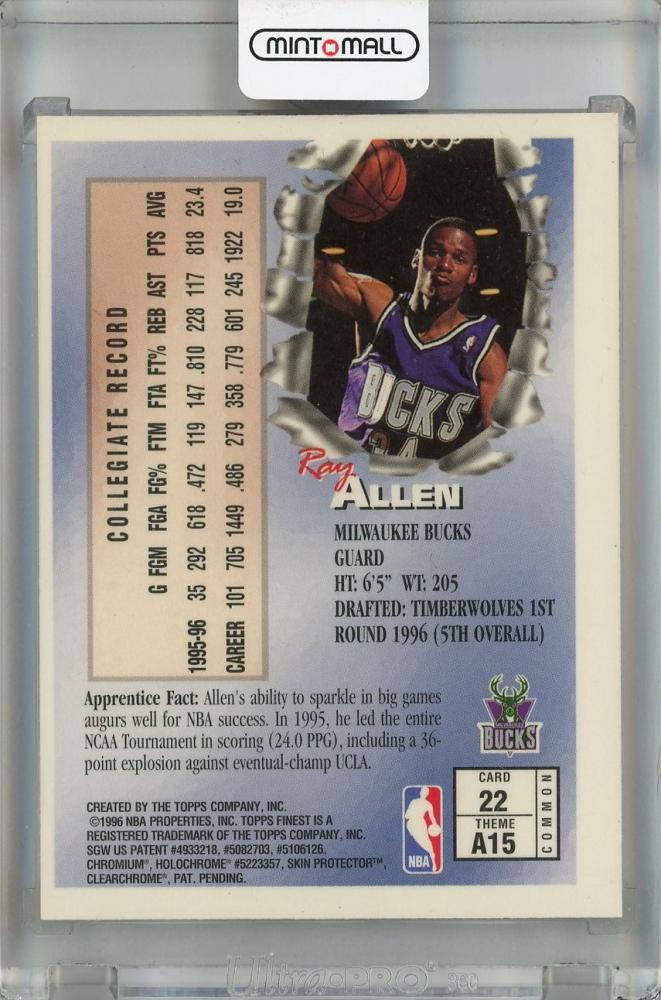 MINT MALL
COLLEGIATE RECORD
G FGM FGA FG% FTM FTA FT% REB AST PTS AVG
1995-96 35 292 618 .472 119 147 .810 228 117 818 23.4
CAREER 101 705 1449 .486 279 358 .779 601 245 1922 19.0
BUCKS
34
Ray
ALLEN
MILWAUKEE BUCKS
GUARD
HT: 6'5" WT: 205
DRAFTED: TIMBERWOLVES 1ST
ROUND 1996 (5TH OVERALL)
Apprentice Fact: Allen's ability to sparkle in big games
augurs well for NBA success. In 1995, he led the entire
NCAA Tournament in scoring (24.0 PPG), including a 36-
point explosion against eventual-champ UCLA.
MILWAUKEE
BUCKS
CREATED BY THE TOPPS COMPANY, INC.
©1996 NBA PROPERTIES, INC. TOPPS FINEST IS A
REGISTERED TRADEMARK OF THE TOPPS COMPANY, INC.
SGW US PATENT #4933218, #5082703, #5106126,
CHROMIUM®, HOLOCHROME® #5223357, SKIN PROTECTOR™,
CLEARCHROME®, PAT. PENDING.
NBA
CARD
22
THEME
A15
COMMON
Ultra PRO